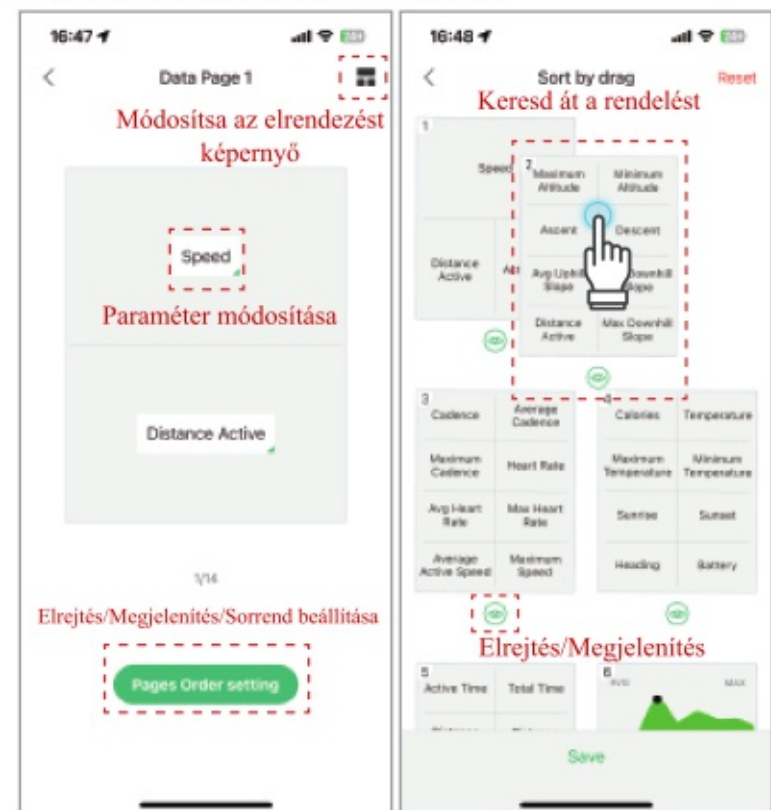 16:47
Data Page 1
Módosítsa az elrendezést
képernyő
Speed
Paraméter módosítása
Distance Active
1/14
Elrejtés/Megjelenítés/Sorrend beállítása
Pages Order setting
16:48
Sort by drag
Reset
Keresd át a rendelést
1
Speed
Distance
Active
2
Maximum
Altitude
Minimum
Altitude
Ascent
Descent
Avg Uphill
Slope
Downhill
Slope
Distance
Active
Max Downhill
Slope
3
Cadence
Average
Cadence
Maximum
Cadence
Heart Rate
Avg Heart
Rate
Max Heart
Rate
Average
Active Speed
Maximum
Speed
4
Calories
Temperature
Maximum
Temperature
Minimum
Temperature
Sunrise
Sunset
Heading
Battery
Elrejtés/Megjelenítés
5
Active Time
Total Time
6
AVG
MAX
Save